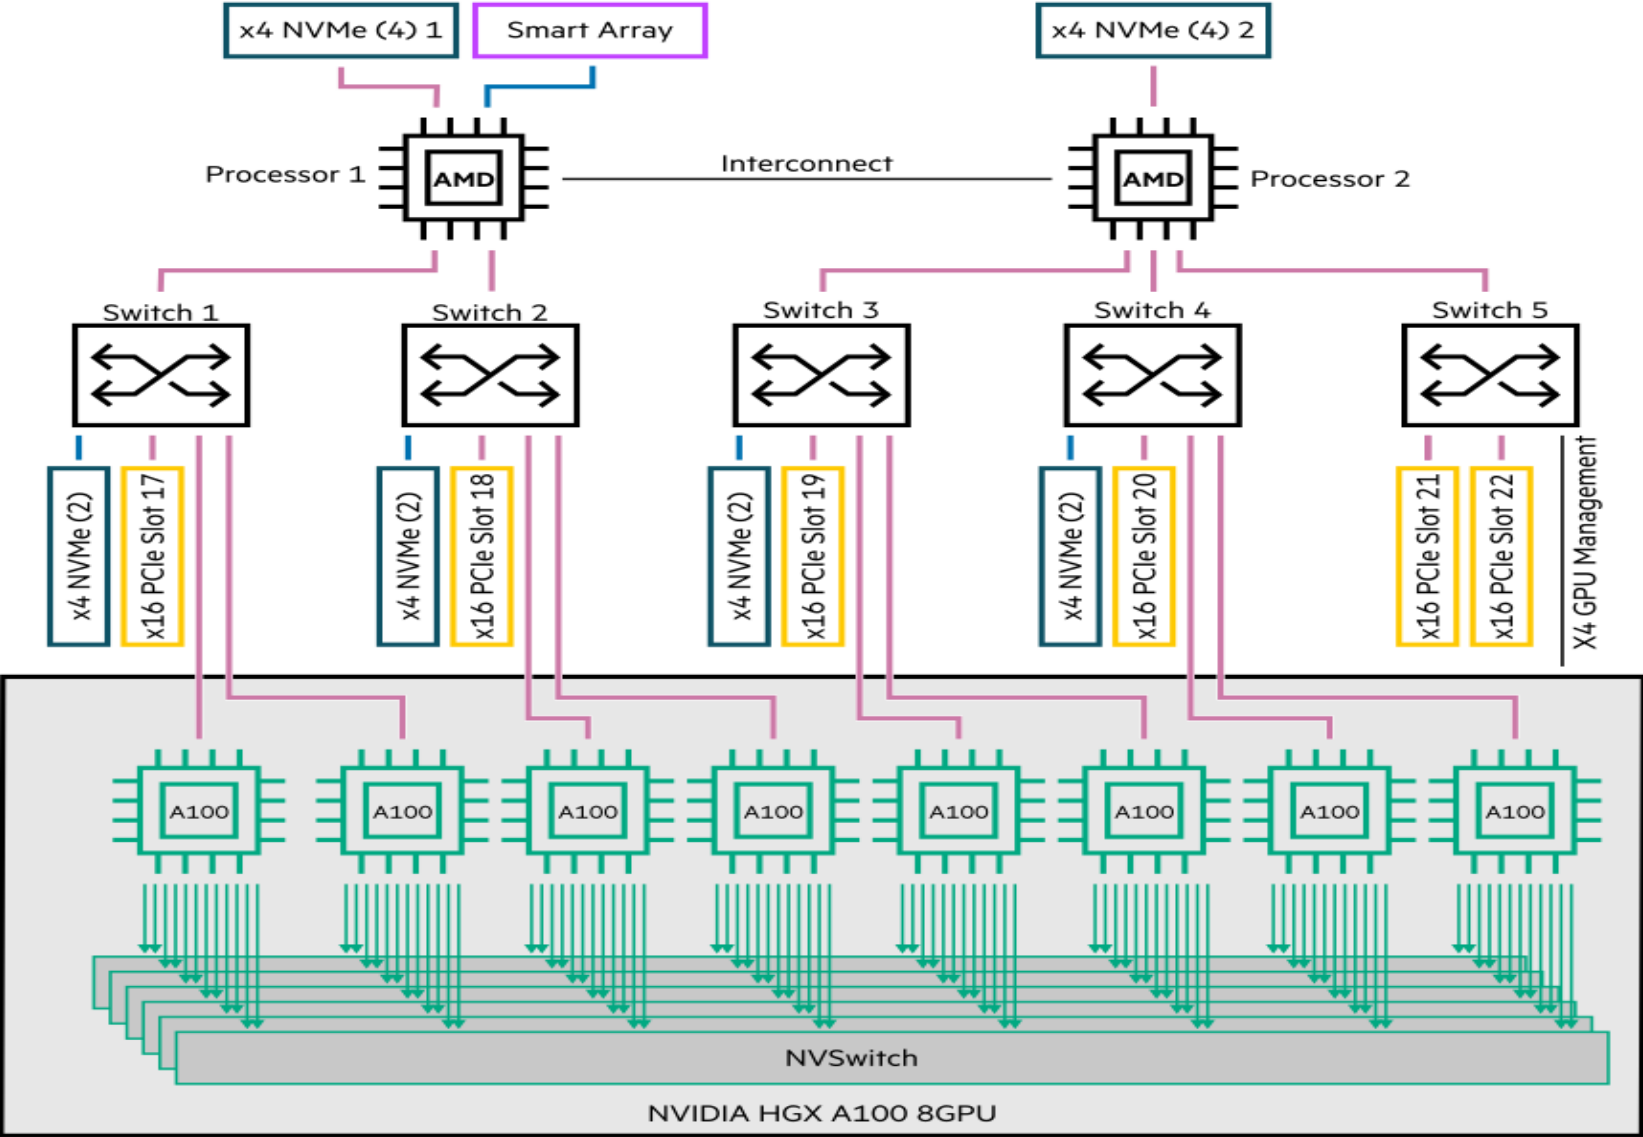 x4 NVMe (4) 1
Smart Array
x4 NVMe (4) 2
Processor 1
AMD
Interconnect
AMD
Processor 2
Switch 1
Switch 2
Switch 3
Switch 4
Switch 5
x4 NVMe (2)
x16 PCIe Slot 17
x4 NVMe (2)
x16 PCIe Slot 18
x4 NVMe (2)
x16 PCIe Slot 19
x4 NVMe (2)
x16 PCIe Slot 20
x16 PCIe Slot 21
x16 PCIe Slot 22
X4 GPU Management
A100
A100
A100
A100
A100
A100
A100
A100
NVSwitch
NVIDIA HGX A100 8GPU